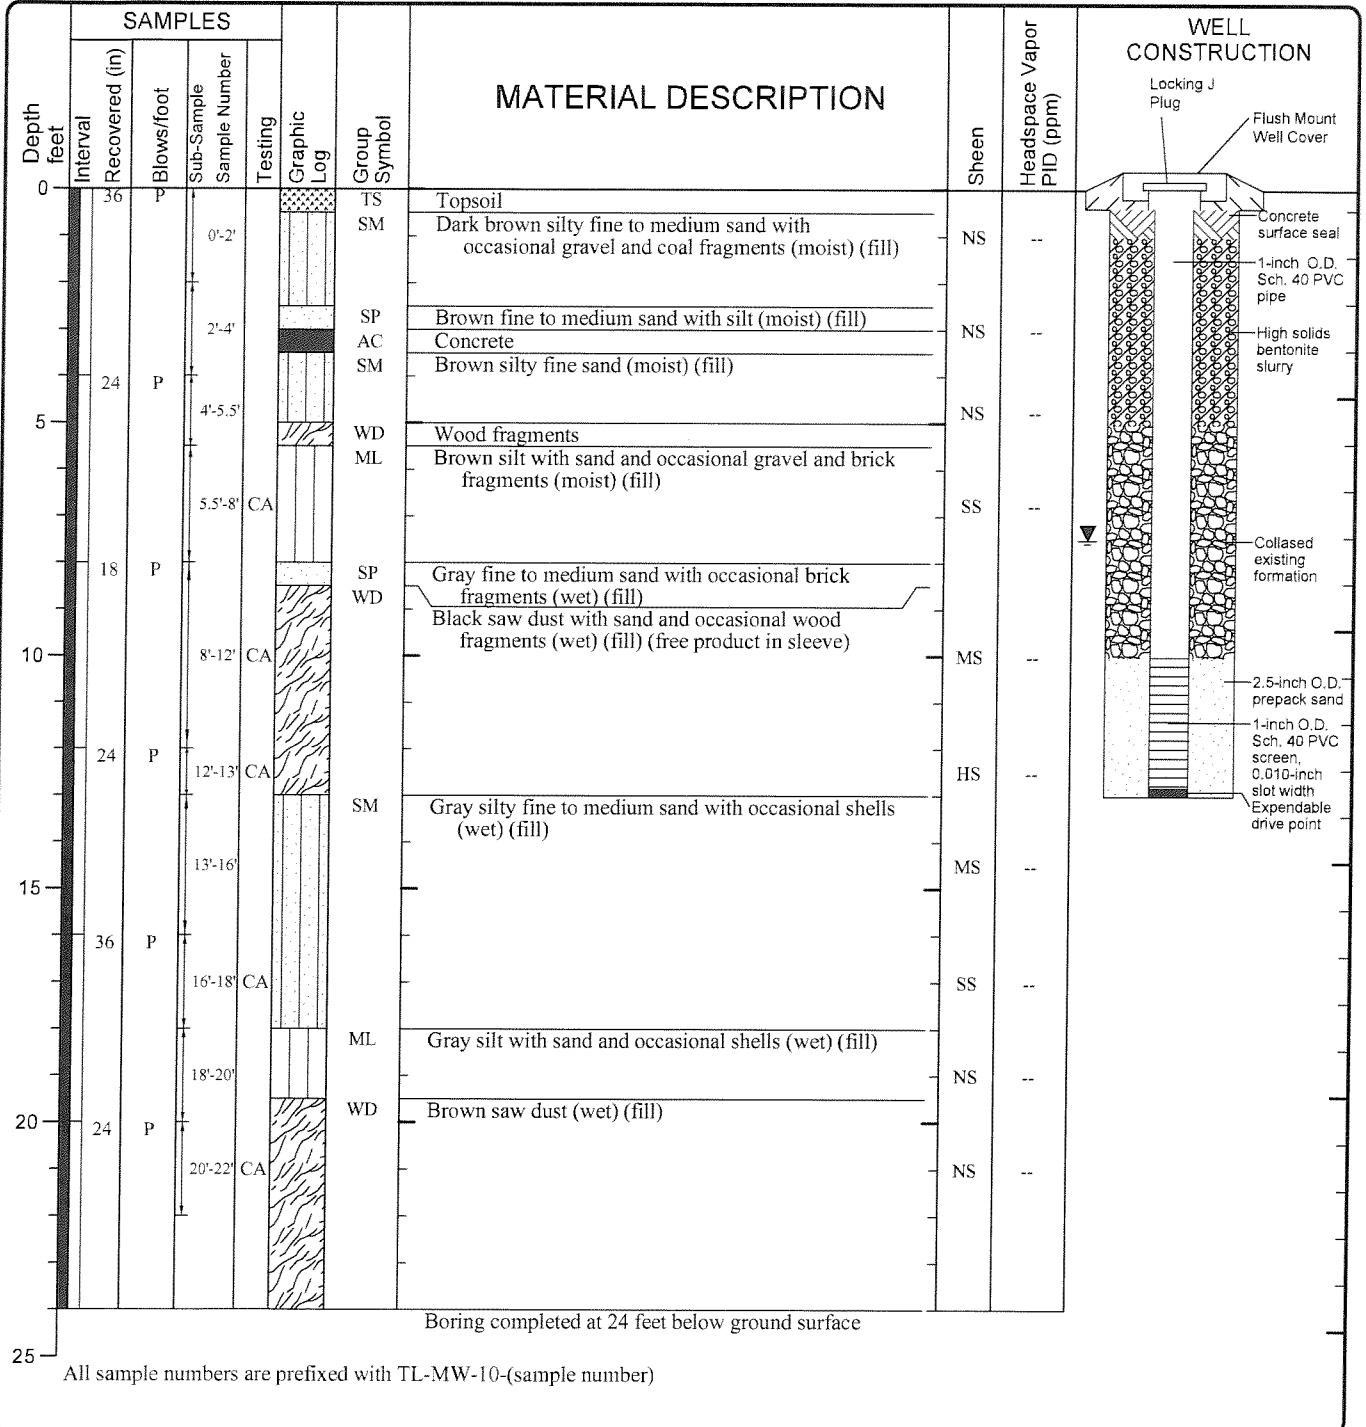 SAMPLES
Depth feet
Interval
Recovered (in)
Blows/foot
Sub-Sample
Sample Number
Testing
Graphic Log
Group Symbol
MATERIAL DESCRIPTION
Sheen
Headspace Vapor PID (ppm)
WELL
CONSTRUCTION
Locking J
Plug
Flush Mount
Well Cover
0
36 P
TS Topsoil
0'-2'
SM Dark brown silty fine to medium sand with
occasional gravel and coal fragments (moist) (fill)
NS --
SP Brown fine to medium sand with silt (moist) (fill)
2'-4'
NS --
AC Concrete
SM Brown silty fine sand (moist) (fill)
24 P
4'-5.5'
NS --
5
WD Wood fragments
ML Brown silt with sand and occasional gravel and brick
fragments (moist) (fill)
5.5'-8' CA
SS --
18 P
SP Gray fine to medium sand with occasional brick
fragments (wet) (fill)
WD Black saw dust with sand and occasional wood
fragments (wet) (fill) (free product in sleeve)
10
8'-12' CA
MS --
24 P
12'-13' CA
HS --
SM Gray silty fine to medium sand with occasional shells
(wet) (fill)
13'-16'
MS --
15
36 P
16'-18' CA
SS --
ML Gray silt with sand and occasional shells (wet) (fill)
18'-20'
NS --
WD Brown saw dust (wet) (fill)
20
24 P
20'-22' CA
NS --
Concrete
surface seal
1-inch O.D.
Sch. 40 PVC
pipe
High solids
bentonite
slurry
Collased
existing
formation
2.5-inch O.D.
prepack sand
1-inch O.D.
Sch. 40 PVC
screen,
0.010-inch
slot width
Expendable
drive point
Boring completed at 24 feet below ground surface
25
All sample numbers are prefixed with TL-MW-10-(sample number)